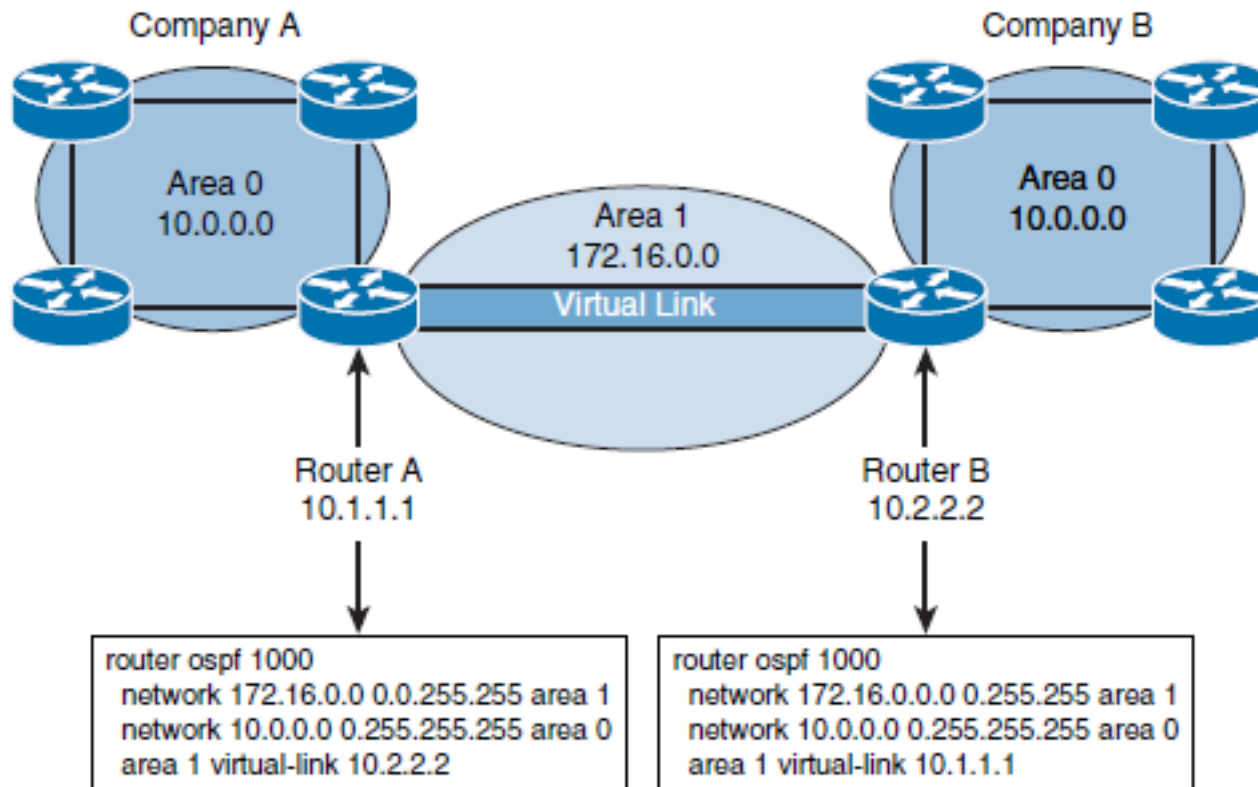 Company A
Company B
Area 0
10.0.0.0
Area 1
172.16.0.0
Area 0
10.0.0.0
Virtual Link
Router A
10.1.1.1
Router B
10.2.2.2
router ospf 1000
network 172.16.0.0 0.0.255.255 area 1
network 10.0.0.0 0.255.255.255 area 0
area 1 virtual-link 10.2.2.2
router ospf 1000
network 172.16.0.0.0 0.255.255 area 1
network 10.0.0.0 0.255.255.255 area 0
area 1 virtual-link 10.1.1.1